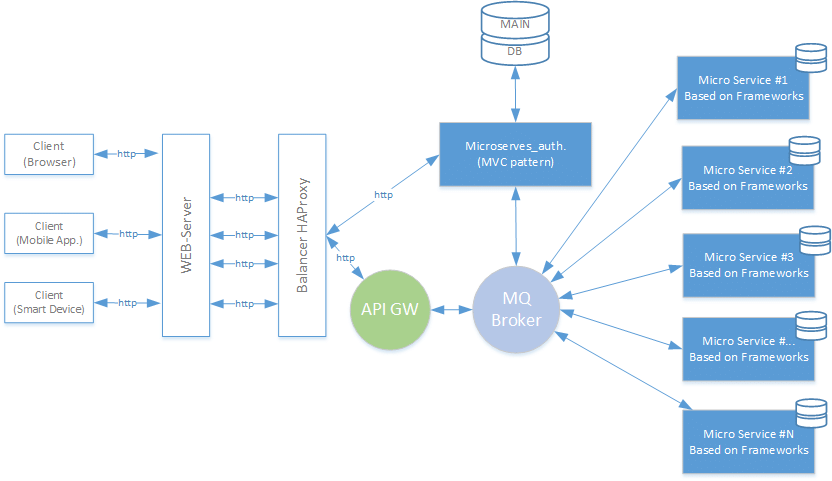 MAIN
DB
Micro Service #1
Based on Frameworks
Client
(Browser)
http
Microserves_auth.
(MVC pattern)
Micro Service #2
Based on Frameworks
http
http
Client
(Mobile App.)
http
WEB-Server
http
Balancer HAProxy
http
http
Micro Service #3
Based on Frameworks
Client
(Smart Device)
http
http
API GW
MQ
Broker
Micro Service #...
Based on Frameworks
Micro Service #N
Based on Frameworks